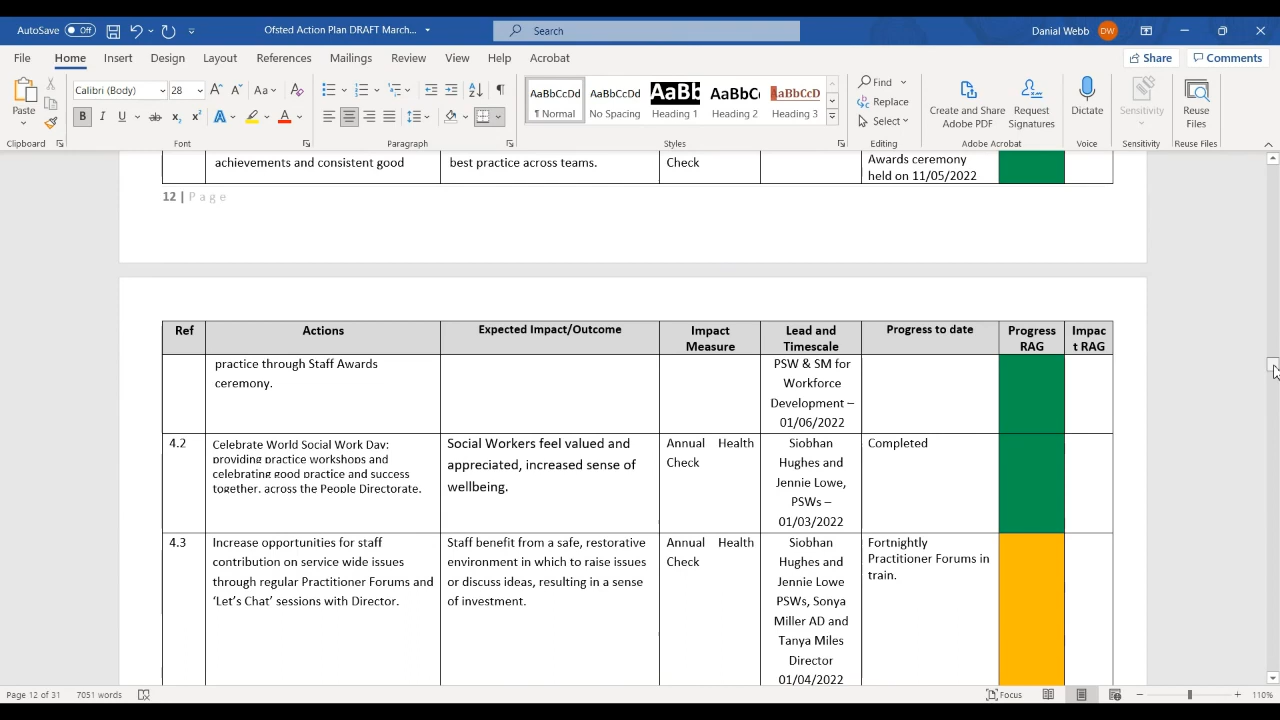 AutoSave Off Ofsted Action Plan DRAFT March... Search Danial Webb DW
File Home Insert Design Layout References Mailings Review View Help Acrobat Share Comments
Paste Calibri (Body) 28 Aa
AaBbCcDd AaBbCcDd AaBb AaBbCc AaBbCcD
¶ Normal No Spacing Heading 1 Heading 2 Heading 3
Find Replace Select
Create and Share Adobe PDF Request Signatures Dictate Sensitivity Reuse Files
Clipboard Font Paragraph Styles Editing Adobe Acrobat Voice Sensitivity Reuse Files
achievements and consistent good
best practice across teams.
Check
Awards ceremony
held on 11/05/2022
12 | Page
Ref Actions Expected Impact/Outcome Impact Measure Lead and Timescale Progress to date Progress RAG Impac t RAG
practice through Staff Awards
ceremony.
PSW & SM for
Workforce
Development –
01/06/2022
4.2
Celebrate World Social Work Day:
providing practice workshops and
celebrating good practice and success
together, across the People Directorate.
Social Workers feel valued and
appreciated, increased sense of
wellbeing.
Annual Health
Check
Siobhan
Hughes and
Jennie Lowe,
PSWs –
01/03/2022
Completed
4.3
Increase opportunities for staff
contribution on service wide issues
through regular Practitioner Forums and
‘Let’s Chat’ sessions with Director.
Staff benefit from a safe, restorative
environment in which to raise issues
or discuss ideas, resulting in a sense
of investment.
Annual Health
Check
Siobhan
Hughes and
Jennie Lowe
PSWs, Sonya
Miller AD and
Tanya Miles
Director
01/04/2022
Fortnightly
Practitioner Forums in
train.
Page 12 of 31 7051 words Focus 110%